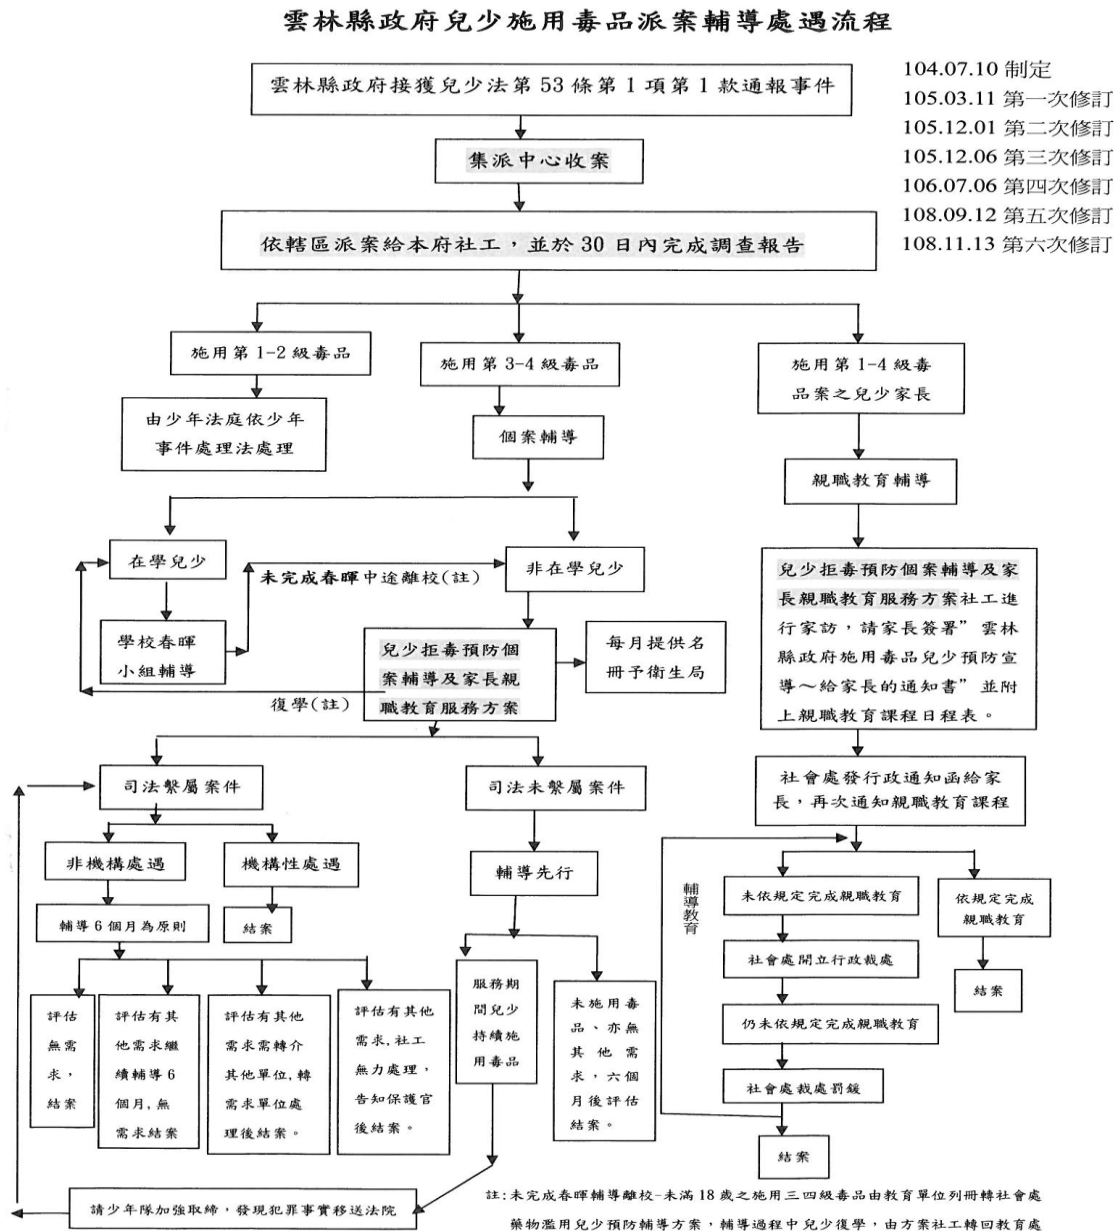 雲林縣政府兒少施用毒品派案輔導處遇流程
104.07.10 制定
105.03.11 第一次修訂
105.12.01 第二次修訂
105.12.06 第三次修訂
106.07.06 第四次修訂
108.09.12 第五次修訂
108.11.13 第六次修訂
雲林縣政府接獲兒少法第 53 條第 1 項第 1 款通報事件
集派中心收案
依轄區派案給本府社工，並於 30 日內完成調查報告
施用第 1-2 級毒品
由少年法庭依少年
事件處理法處理
施用第 3-4 級毒品
個案輔導
施用第 1-4 級毒
品案之兒少家長
親職教育輔導
在學兒少
學校春暉
小組輔導
未完成春暉中途離校(註)
非在學兒少
兒少拒毒預防個
案輔導及家長親
職教育服務方案
復學(註)
每月提供名
冊予衛生局
兒少拒毒預防個案輔導及家
長親職教育服務方案社工進
行家訪，請家長簽署”雲林
縣政府施用毒品兒少預防宣
導～給家長的通知書”並附
上親職教育課程日程表。
社會處發行政通知函給家
長，再次通知親職教育課程
司法繫屬案件
司法未繫屬案件
非機構處遇
機構性處遇
輔導先行
輔導 6 個月為原則
結案
評估
無需
求，
結案
評估有其
他需求繼
續輔導 6
個月,無
需求結案
評估有其他
需求需轉介
其他單位,轉
需求單位處
理後結案。
評估有其他
需求,社工
無力處理，
告知保護官
後結案。
服務期
間兒少
持續施
用毒品
未施用毒
品、亦無
其他需
求，六個
月後評估
結案。
輔導教育
未依規定完成親職教育
社會處開立行政裁處
仍未依規定完成親職教育
社會處裁處罰鍰
結案
依規定完成
親職教育
結案
請少年隊加強取締，發現犯罪事實移送法院
註:未完成春暉輔導離校-未滿 18 歲之施用三四級毒品由教育單位列冊轉社會處
藥物濫用兒少預防輔導方案，輔導過程中兒少復學，由方案社工轉回教育處